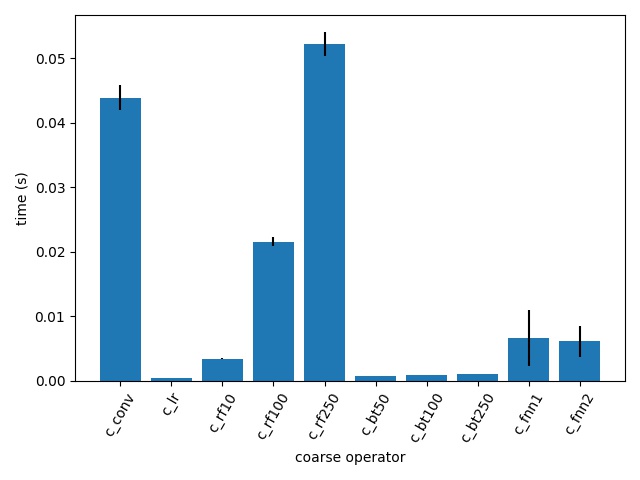 0.05
0.04
0.03
0.02
0.01
0.00
time (s)
c_conv
c_lr
c_rf10
c_rf100
c_rf250
c_bt50
c_bt100
c_bt250
c_fnn1
c_fnn2
coarse operator